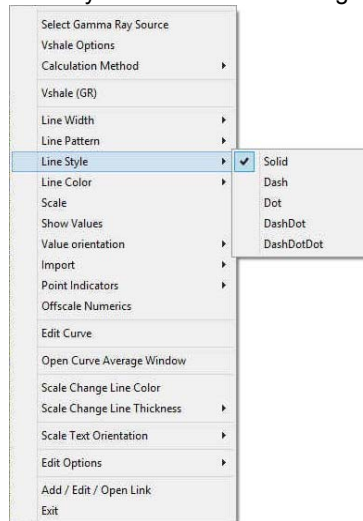 Select Gamma Ray Source
Vshale Options
Calculation Method
Vshale (GR)
Line Width
Line Pattern
Line Style
Line Color
Scale
Show Values
Value orientation
Import
Point Indicators
Offscale Numerics
Edit Curve
Open Curve Average Window
Scale Change Line Color
Scale Change Line Thickness
Scale Text Orientation
Edit Options
Add / Edit / Open Link
Exit
Solid
Dash
Dot
DashDot
DashDotDot